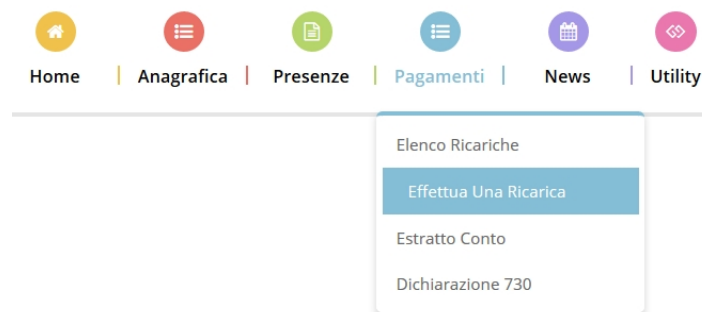 Home Anagrafica Presenze Pagamenti News Utility
Elenco Ricariche
Effettua Una Ricarica
Estratto Conto
Dichiarazione 730